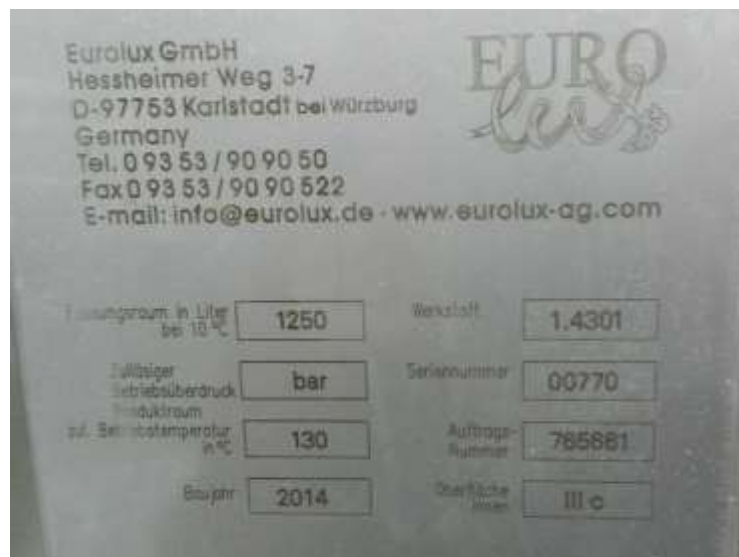 Eurolux GmbH
Hessheimer Weg 3-7
D-97753 Karlstadt bei Würzburg
Germany
Tel. 0 93 53 / 90 90 50
Fax 0 93 53 / 90 90 522
E-mail: info@eurolux.de - www.eurolux-ag.com
EURO
lux
Fassungsraum in Liter
bei 10 °C
1250
Werkstoff
1.4301
Zulässiger
Betriebsüberdruck
Produktraum
bar
Seriennummer
00770
zul. Betriebstemperatur
in °C
130
Auftrags-
Nummer
Baujahr
2014
Oberfläche
innen
III c